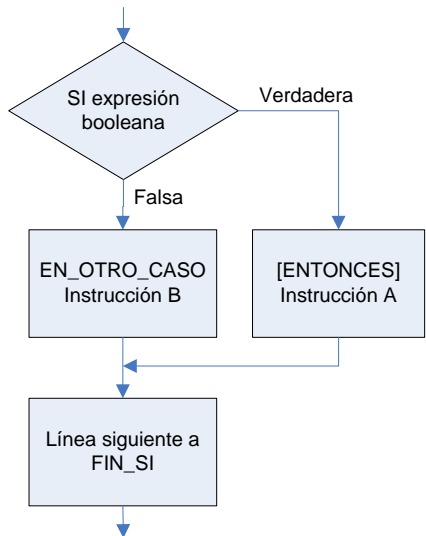 SI expresión
booleana
Verdadera
Falsa
EN_OTRO_CASO
Instrucción B
[ENTONCES]
Instrucción A
Línea siguiente a
FIN_SI